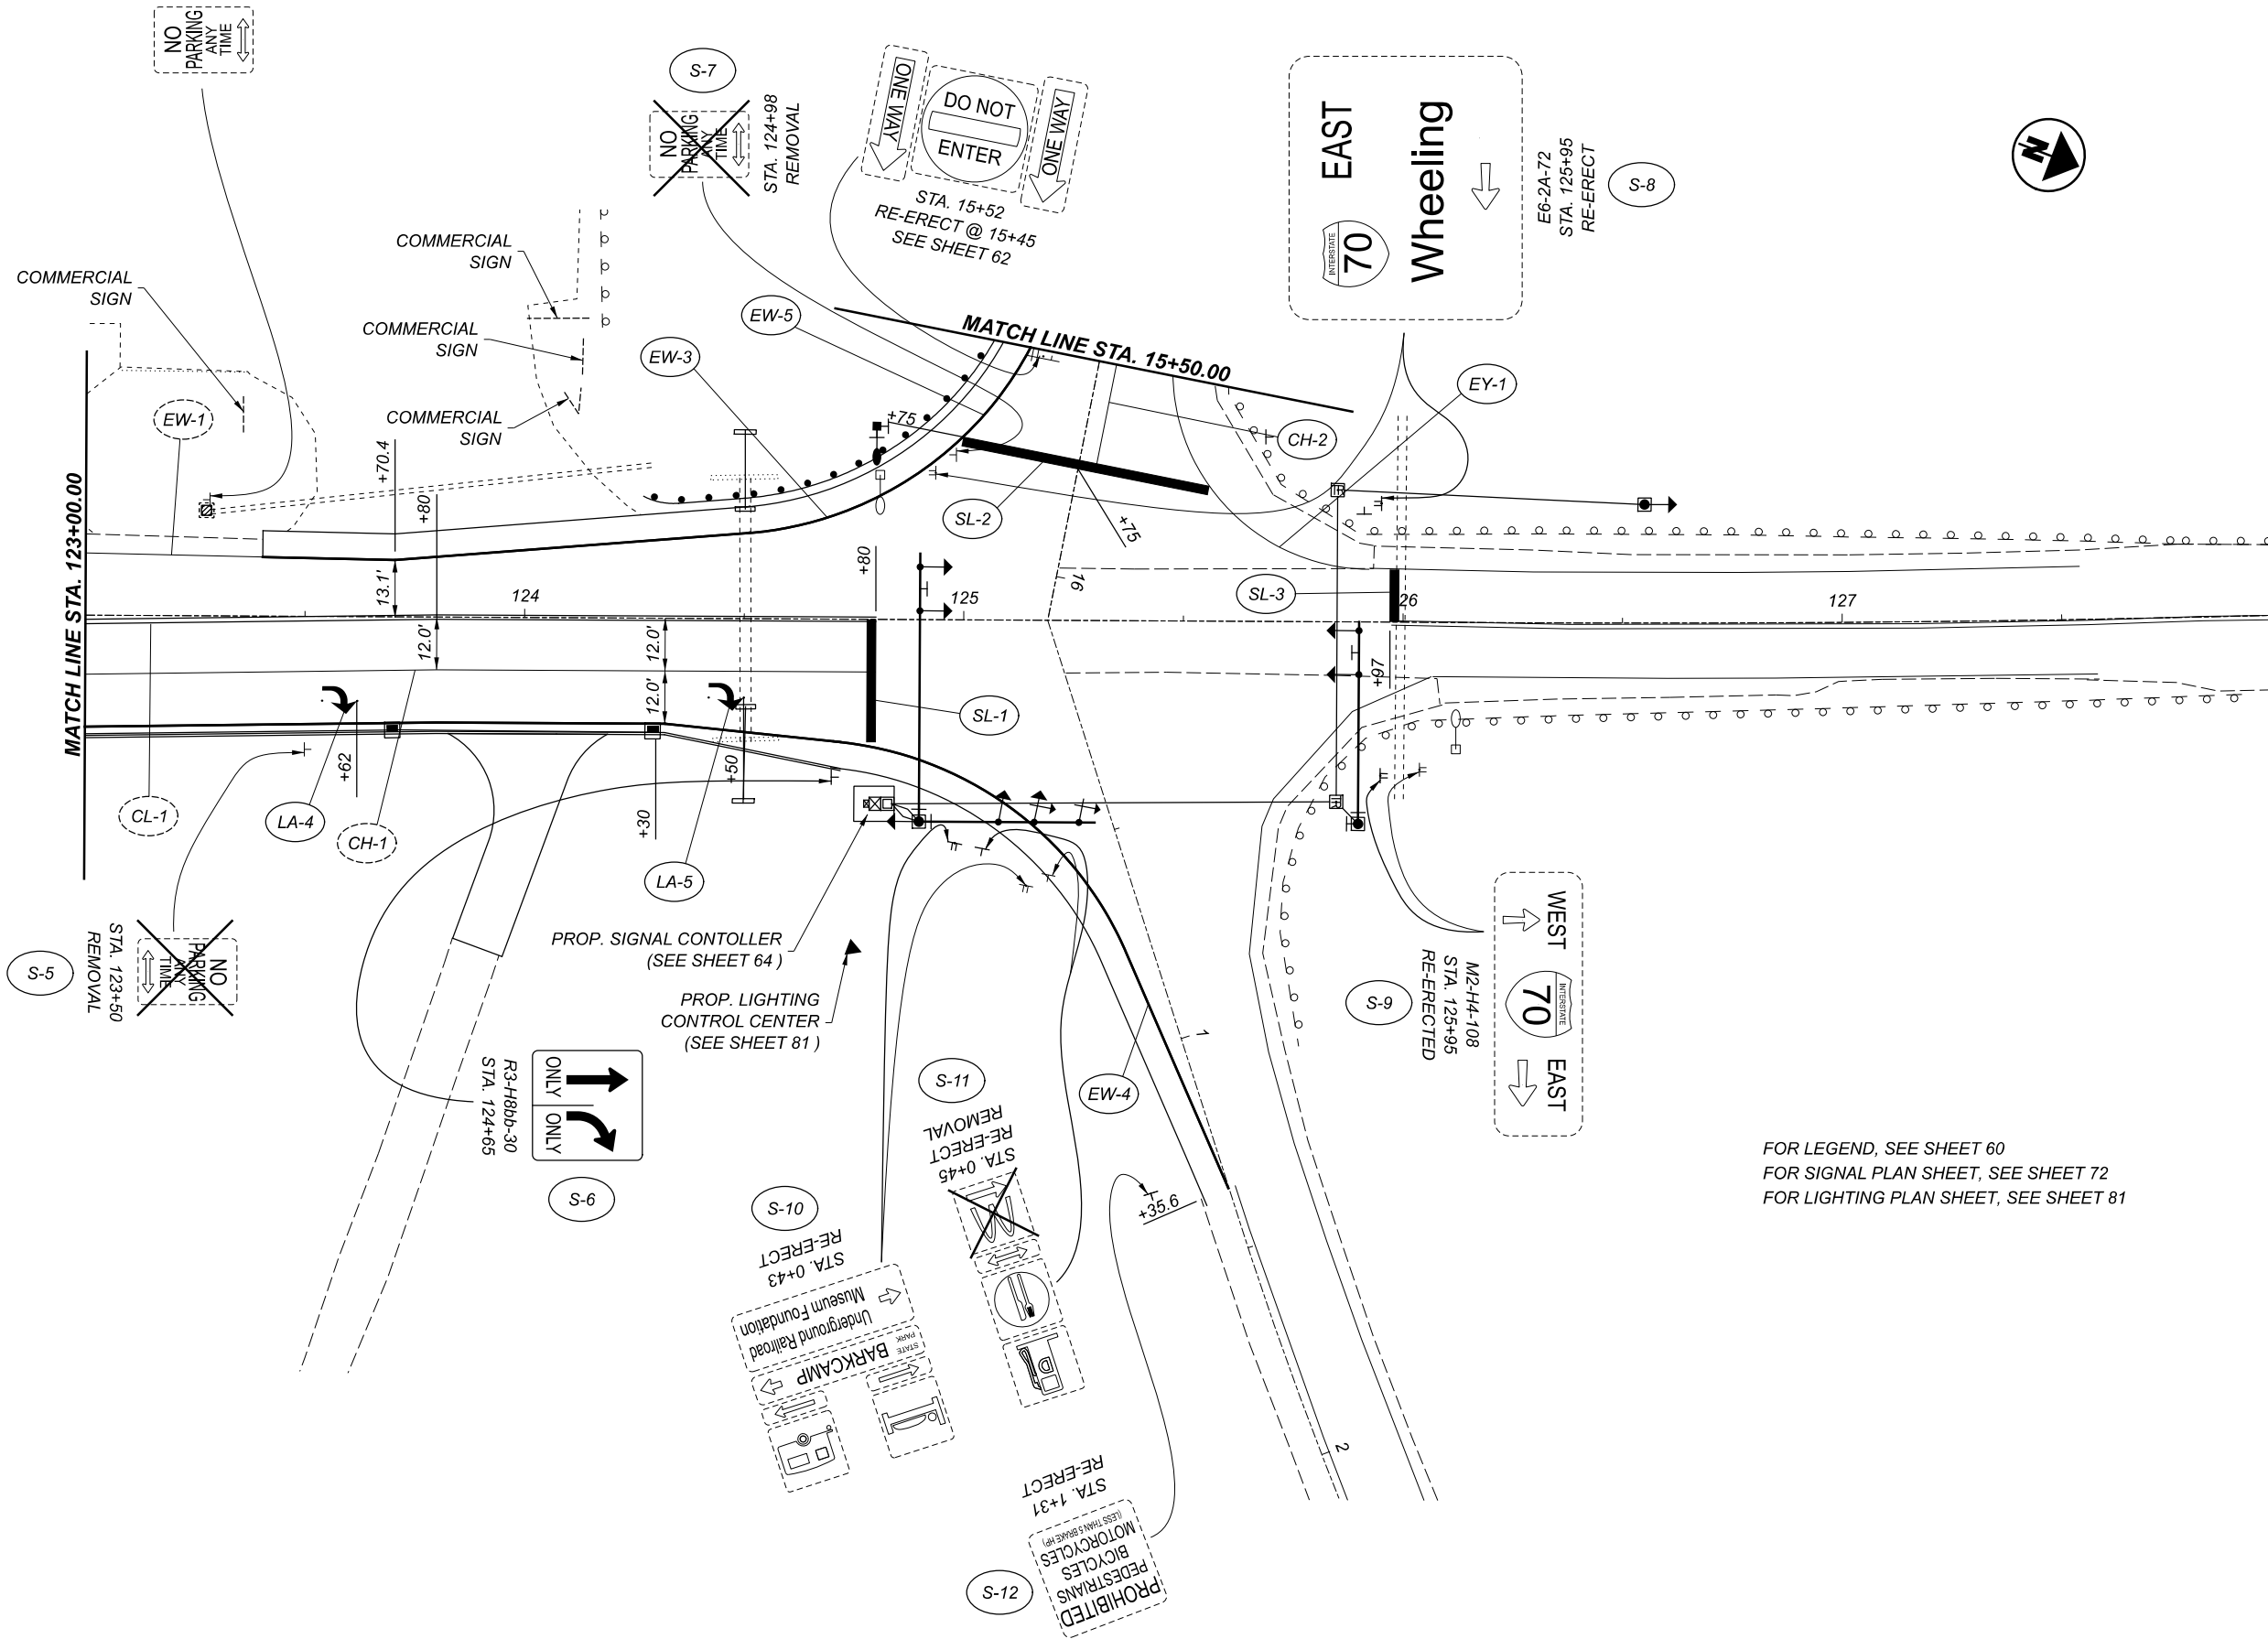 NO
PARKING
ANY
TIME
S-7
NO
PARKING
ANY
TIME
STA. 124+98
REMOVAL
ONE WAY
DO NOT
ENTER
ONE WAY
STA. 15+52
RE-ERECT @ 15+45
SEE SHEET 62
EAST
INTERSTATE
70
Wheeling
E6-2A-72
STA. 125+95
RE-ERECT
S-8
N
COMMERCIAL
SIGN
COMMERCIAL
SIGN
COMMERCIAL
SIGN
COMMERCIAL
SIGN
EW-5
EW-3
MATCH LINE STA. 15+50.00
EY-1
EW-1
+70.4
+80
+75
CH-2
SL-2
+75
MATCH LINE STA. 123+00.00
13.1'
124
+80
125
16
SL-3
26
127
12.0'
12.0'
12.0'
+97
SL-1
+62
+50
+30
CL-1
LA-4
CH-1
LA-5
S-5
STA. 123+50
REMOVAL
NO
PARKING
ANY
TIME
PROP. SIGNAL CONTOLLER
(SEE SHEET 64 )
PROP. LIGHTING
CONTROL CENTER
(SEE SHEET 81 )
S-9
M2-H4-108
STA. 125+95
RE-ERECTED
WEST
INTERSTATE
70
EAST
1
EW-4
R3-H8bb-30
STA. 124+65
ONLY
ONLY
S-6
S-11
STA. 0+45
RE-ERECT
REMOVAL
D
+35.6
S-10
STA. 0+43
RE-ERECT
Underground Railroad
Museum Foundation
BARKCAMP
STATE
PARK
2
FOR LEGEND, SEE SHEET 60
FOR SIGNAL PLAN SHEET, SEE SHEET 72
FOR LIGHTING PLAN SHEET, SEE SHEET 81
STA. 1+31
RE-ERECT
S-12
PROHIBITED
PEDESTRIANS
BICYCLES
MOTORCYCLES
(LESS THAN 5 BRAKE HP)